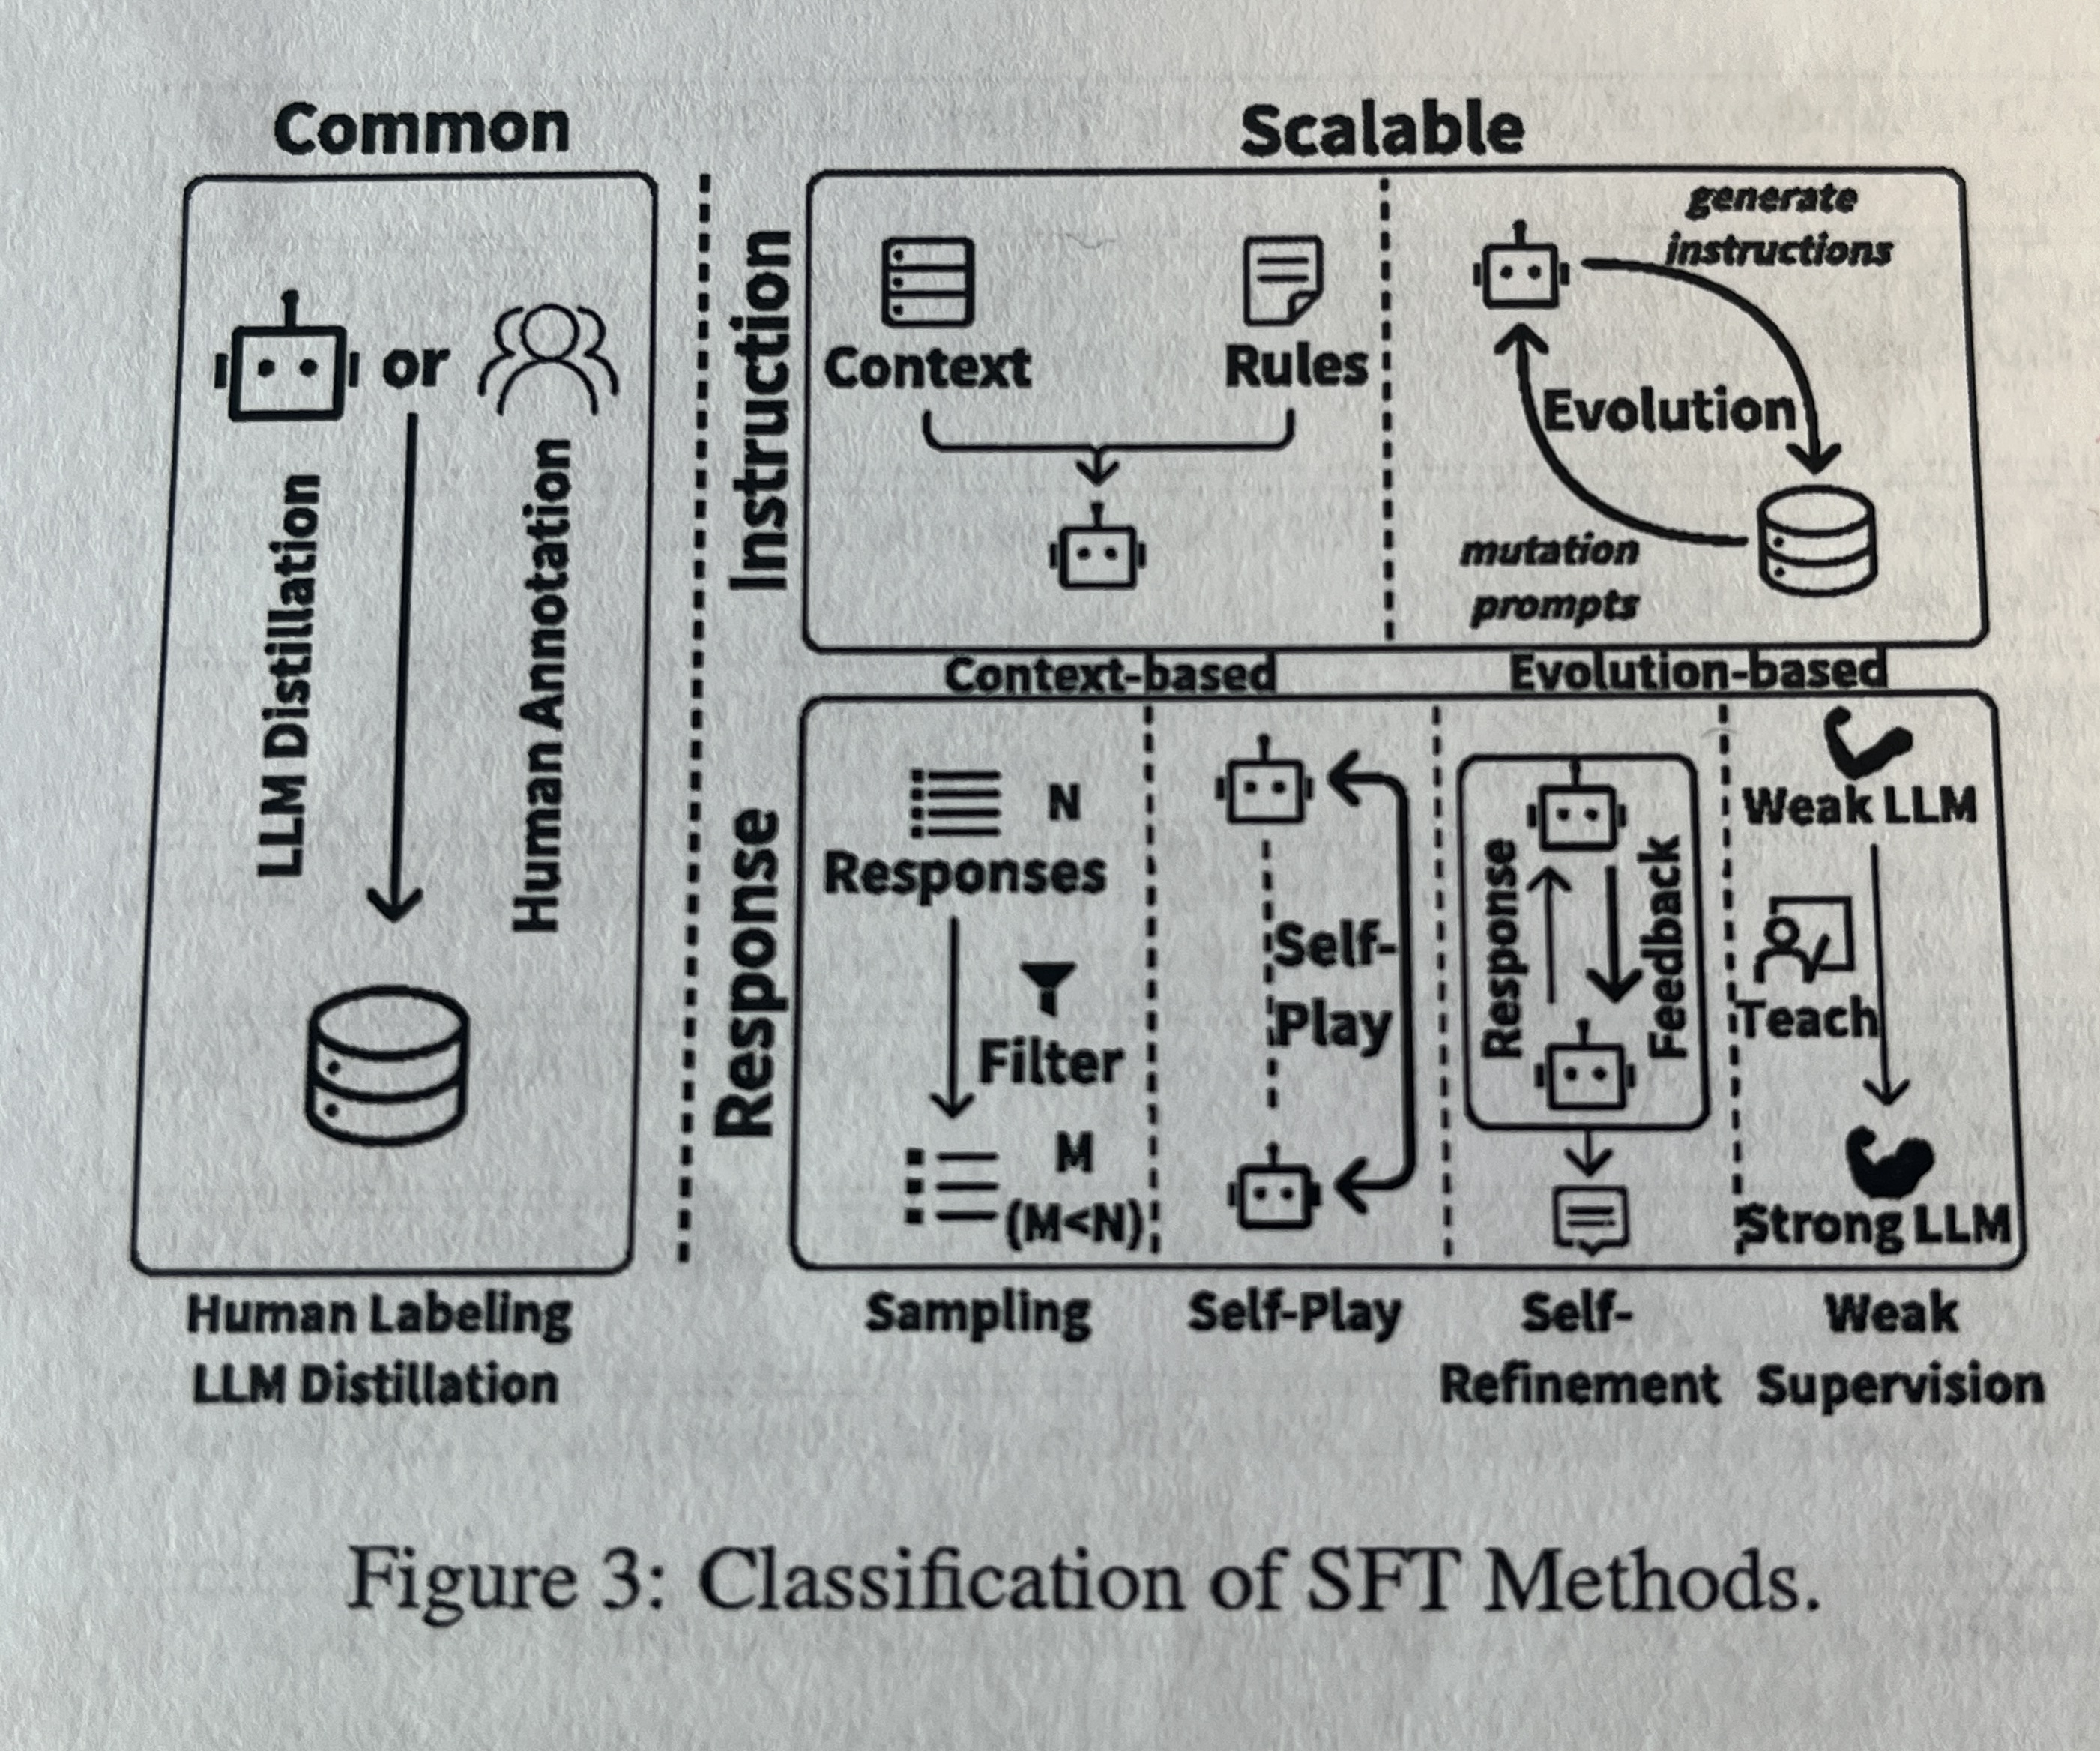 Common
or
LLM Distillation
Human Annotation
Human Labeling
LLM Distillation
Scalable
Instruction
Context
Rules
generate
instructions
Evolution
mutation
prompts
Context-based
Evolution-based
Response
N
Responses
Filter
M
(M<N)
Self-
Play
Response
Feedback
Weak LLM
Teach
Strong LLM
Sampling
Self-Play
Self-
Refinement
Weak
Supervision
Figure 3: Classification of SFT Methods.